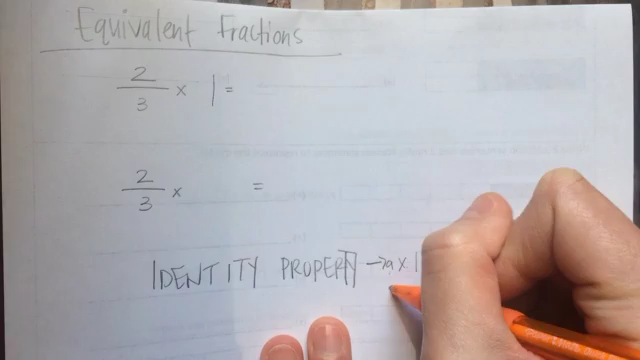 Equivalent Fractions
2/3 x 1 =
2/3 x =
IDENTITY PROPERTY → a x 1